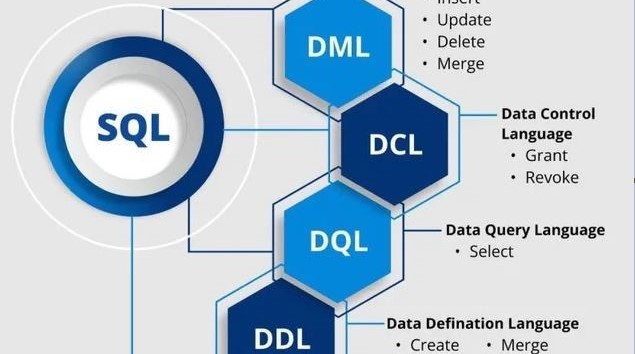 Insert
• Update
• Delete
• Merge
DML
SQL
Data Control
Language
• Grant
• Revoke
DCL
Data Query Language
• Select
DQL
Data Defination Language
• Create • Merge
DDL